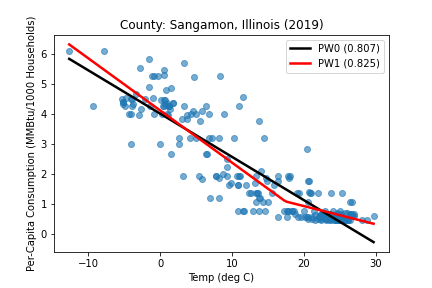 County: Sangamon, Illinois (2019)
PW0 (0.807)
PW1 (0.825)
Per-Capita Consumption (MMBtu/1000 Households)
6
5
4
3
2
1
0
−10
0
10
20
30
Temp (deg C)